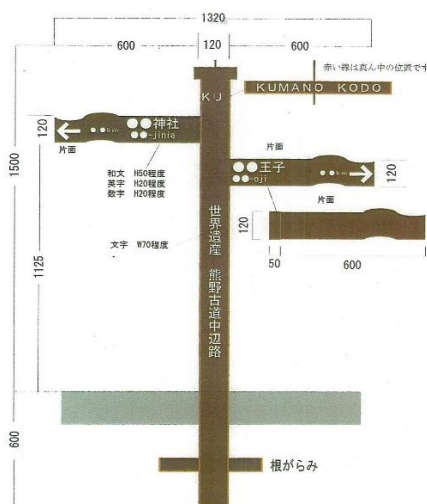 1320
600
120
600
赤い線は真ん中の位置です
KU
KUMANO KODO
120
●●km
●●神社
●●-jinia
片面
片面
1500
和文 H50程度
英字 H20程度
数字 H20程度
●●王子
●●-oji
●●km
120
片面
世界遺産 熊野古道中辺路
文字 W70程度
120
50
600
1125
600
根がらみ